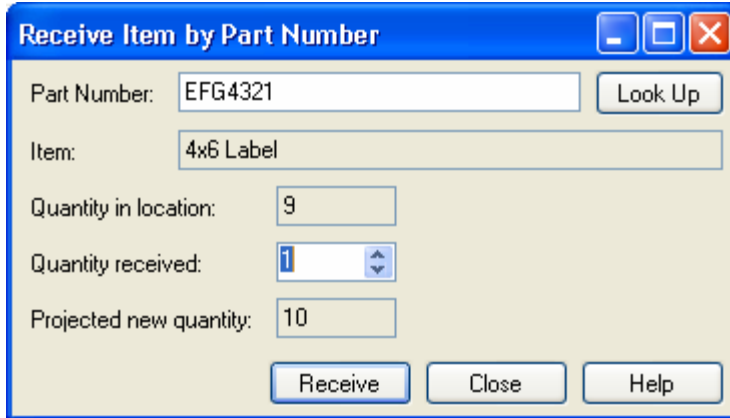 Receive Item by Part Number
Part Number: EFG4321 Look Up
Item: 4x6 Label
Quantity in location: 9
Quantity received: 1
Projected new quantity: 10
Receive Close Help